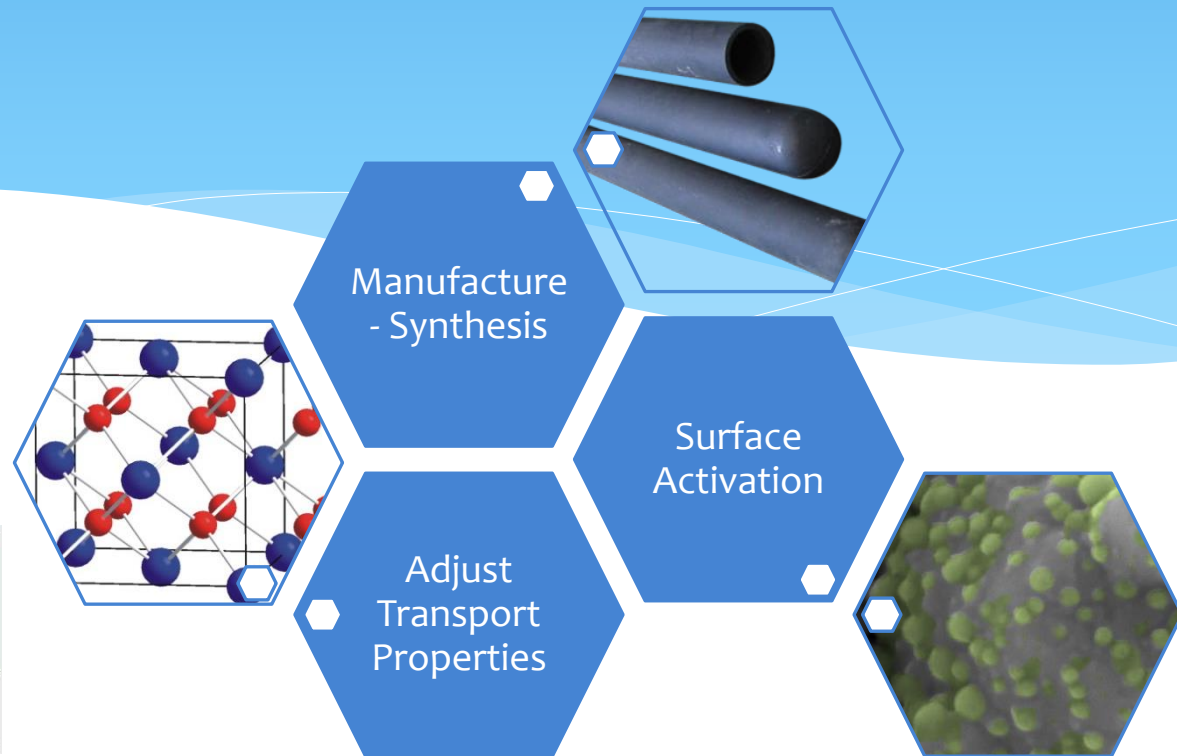 Manufacture
- Synthesis
Surface
Activation
Adjust
Transport
Properties